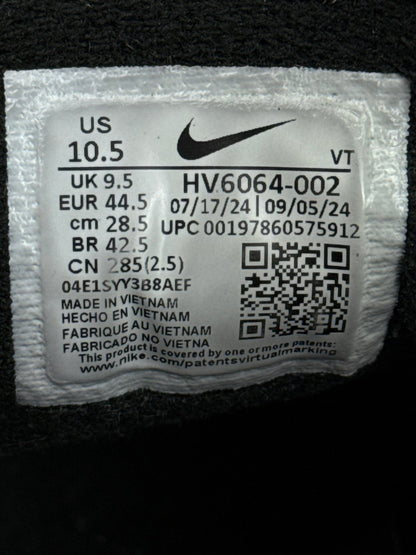 US
10.5
VT
UK 9.5
HV6064-002
EUR 44.5
07/17/24 | 09/05/24
cm 28.5
UPC 00197860575912
BR 42.5
CN 285(2.5)
04E1SYY3B8AEF
MADE IN VIETNAM
HECHO EN VIETNAM
FABRIQUE AU VIETNAM
FABRICADO NO VIETNA
This product is covered by one or more patents:
www.nike.com/patentsvirtualmarking